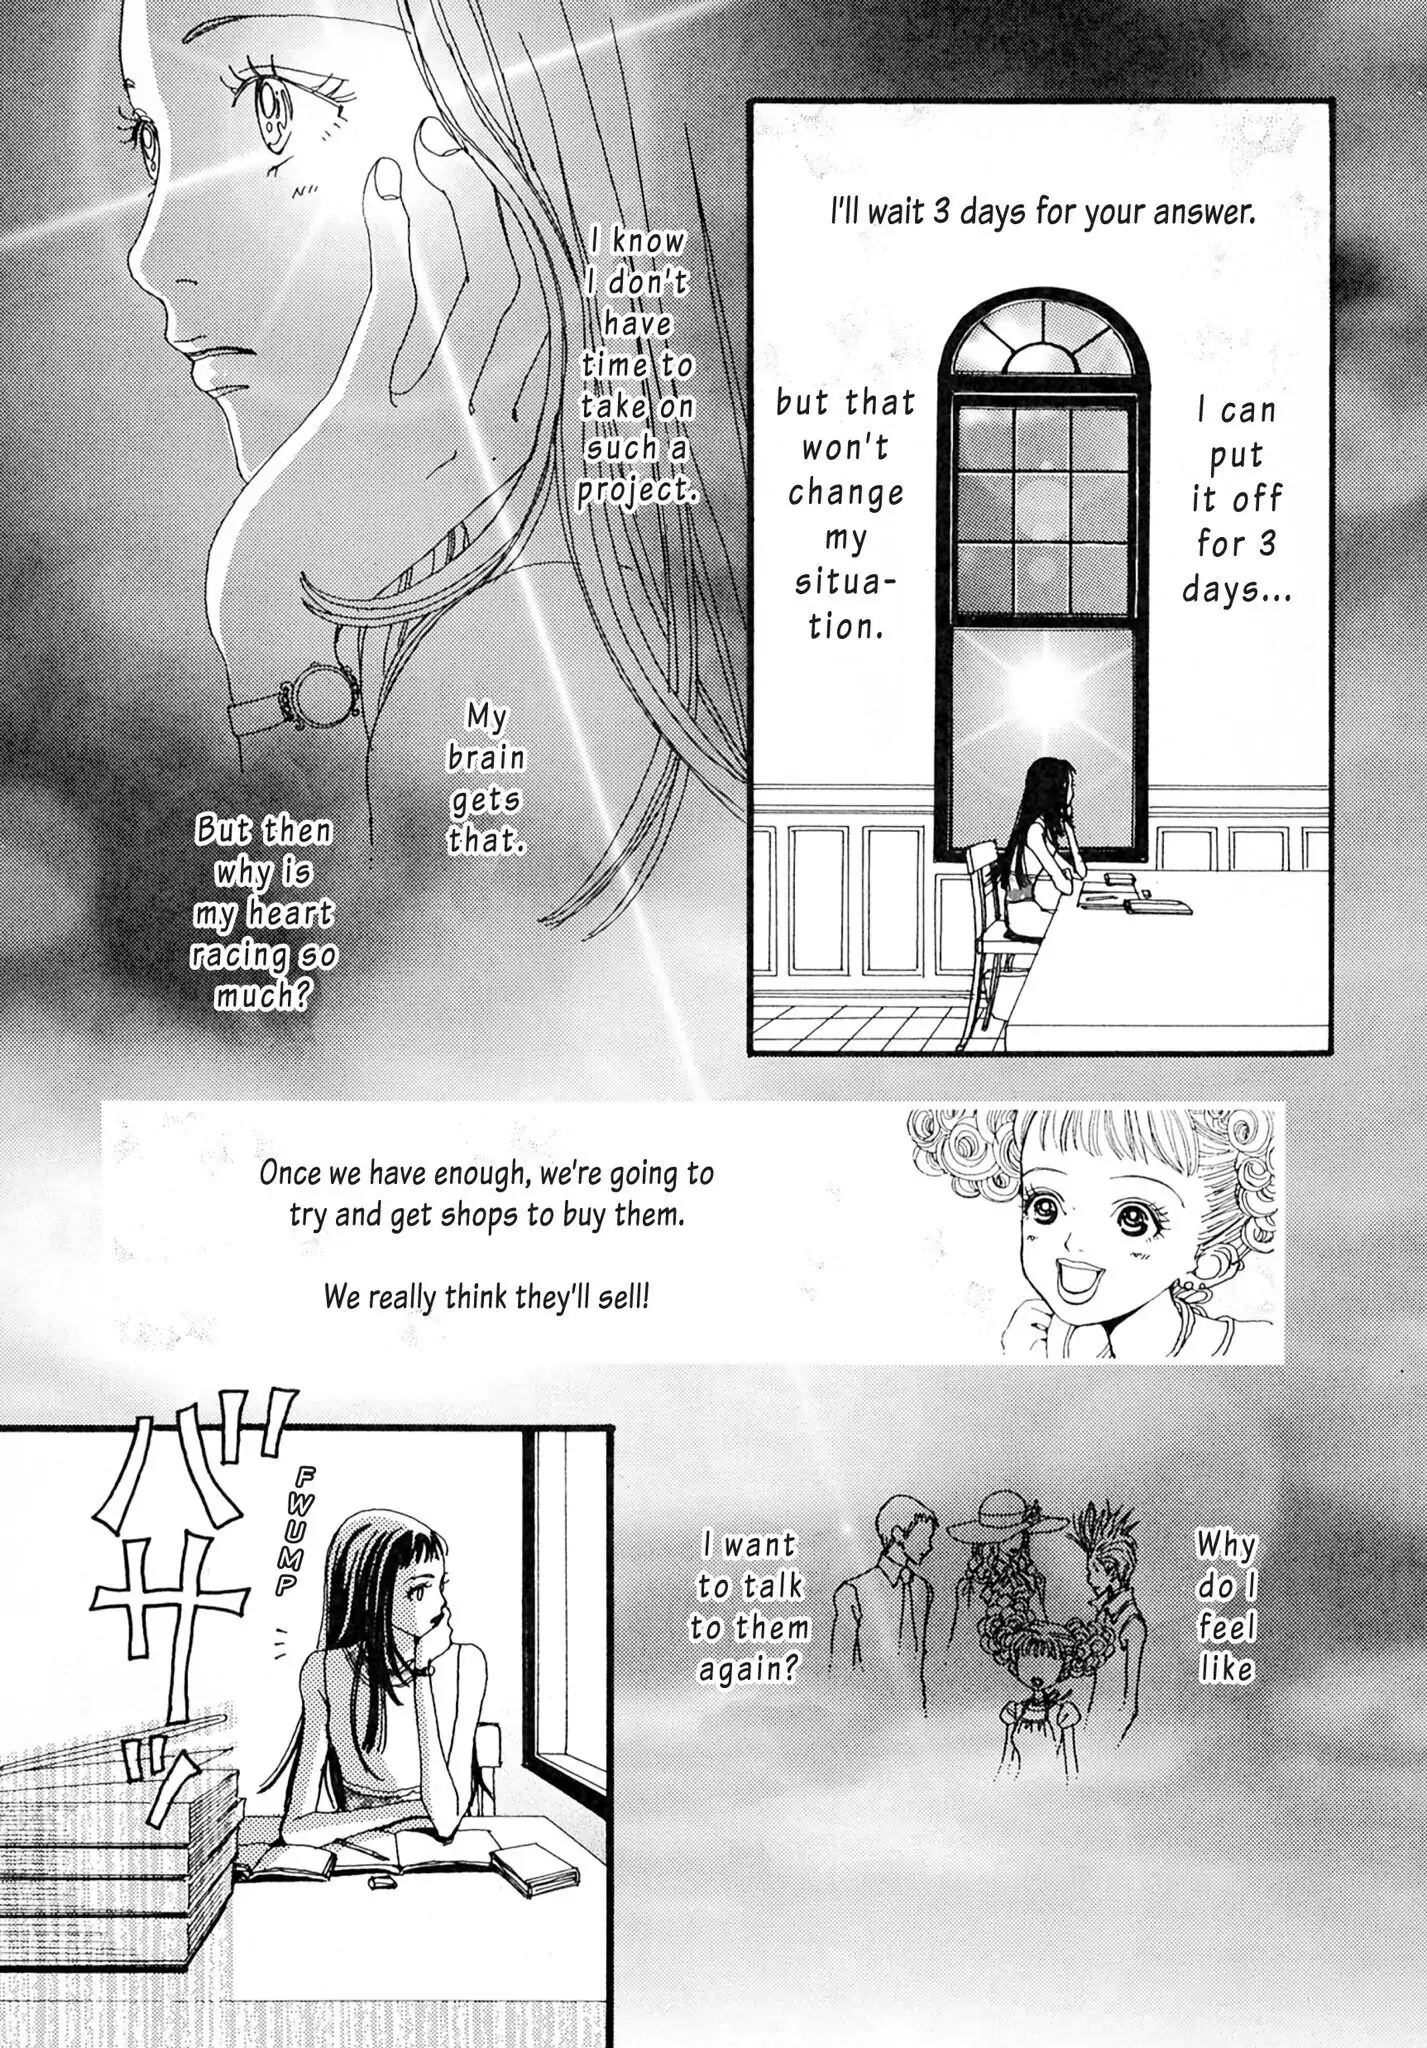 I'll wait 3 days for your answer.
I can
put
it off
for 3
days...
but that
won't
change
my
situa-
tion.
I know
I don't
have
time to
take on
such a
project.
My
brain
gets
that.
But then
why is
my heart
racing so
much?
Once we have enough, we're going to
try and get shops to buy them.
We really think they'll sell!
Why
do I
feel
like
I want
to talk
to them
again?
バサッ
FWUMP